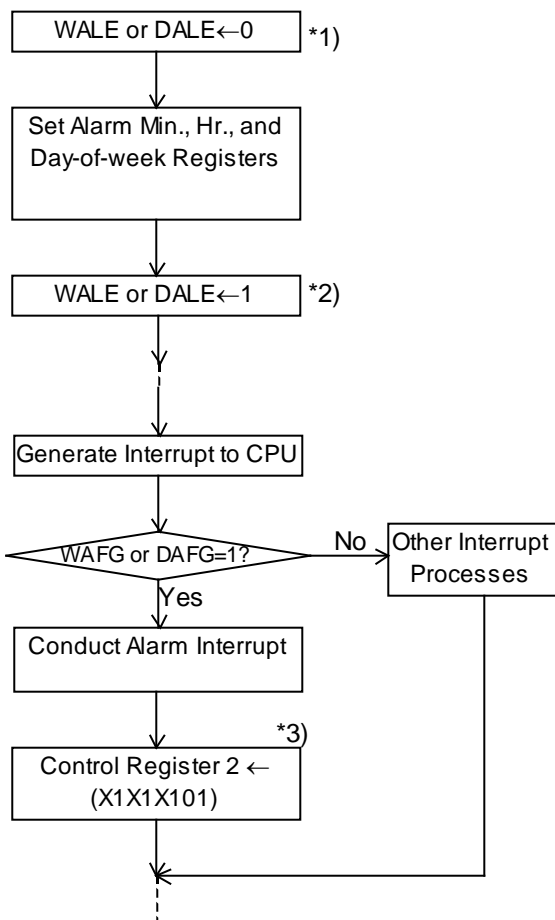 WALE or DALE←0
*1)
Set Alarm Min., Hr., and
Day-of-week Registers
WALE or DALE←1
*2)
Generate Interrupt to CPU
WAFG or DAFG=1?
No
Other Interrupt
Processes
Yes
Conduct Alarm Interrupt
*3)
Control Register 2 ←
(X1X1X101)